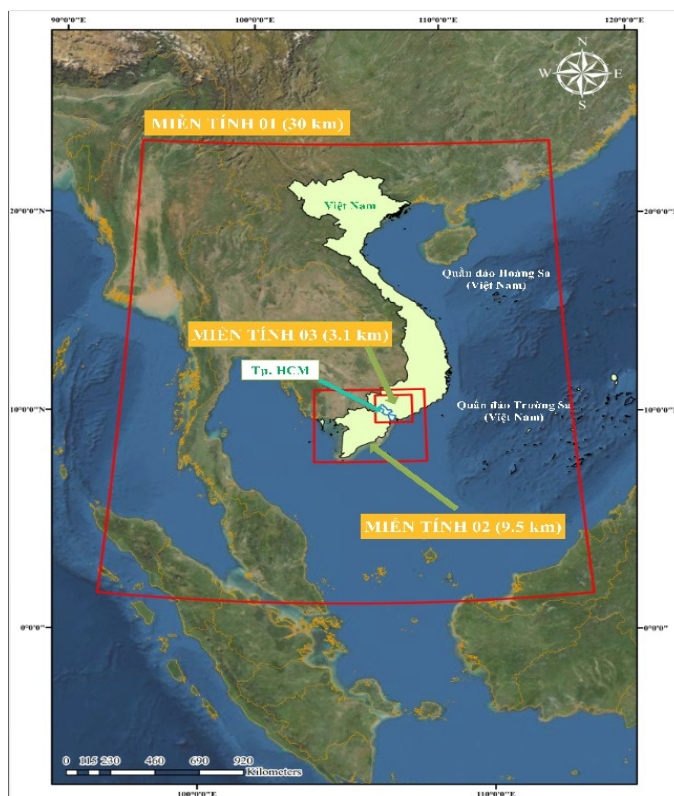 90°0'0"E 100°0'0"E 110°0'0"E 120°0'0"E
N
W E
S
MIỀN TÍNH 01 (30 km)
20°0'0"N 20°0'0"N
Việt Nam
Quần đảo Hoàng Sa
(Việt Nam)
MIỀN TÍNH 03 (3.1 km)
Tp. HCM
10°0'0"N 10°0'0"N
Quần đảo Trường Sa
(Việt Nam)
MIỀN TÍNH 02 (9.5 km)
0°0'0" 0°0'0"
0 115 230 460 690 920
Kilometers
100°0'0"E 110°0'0"E